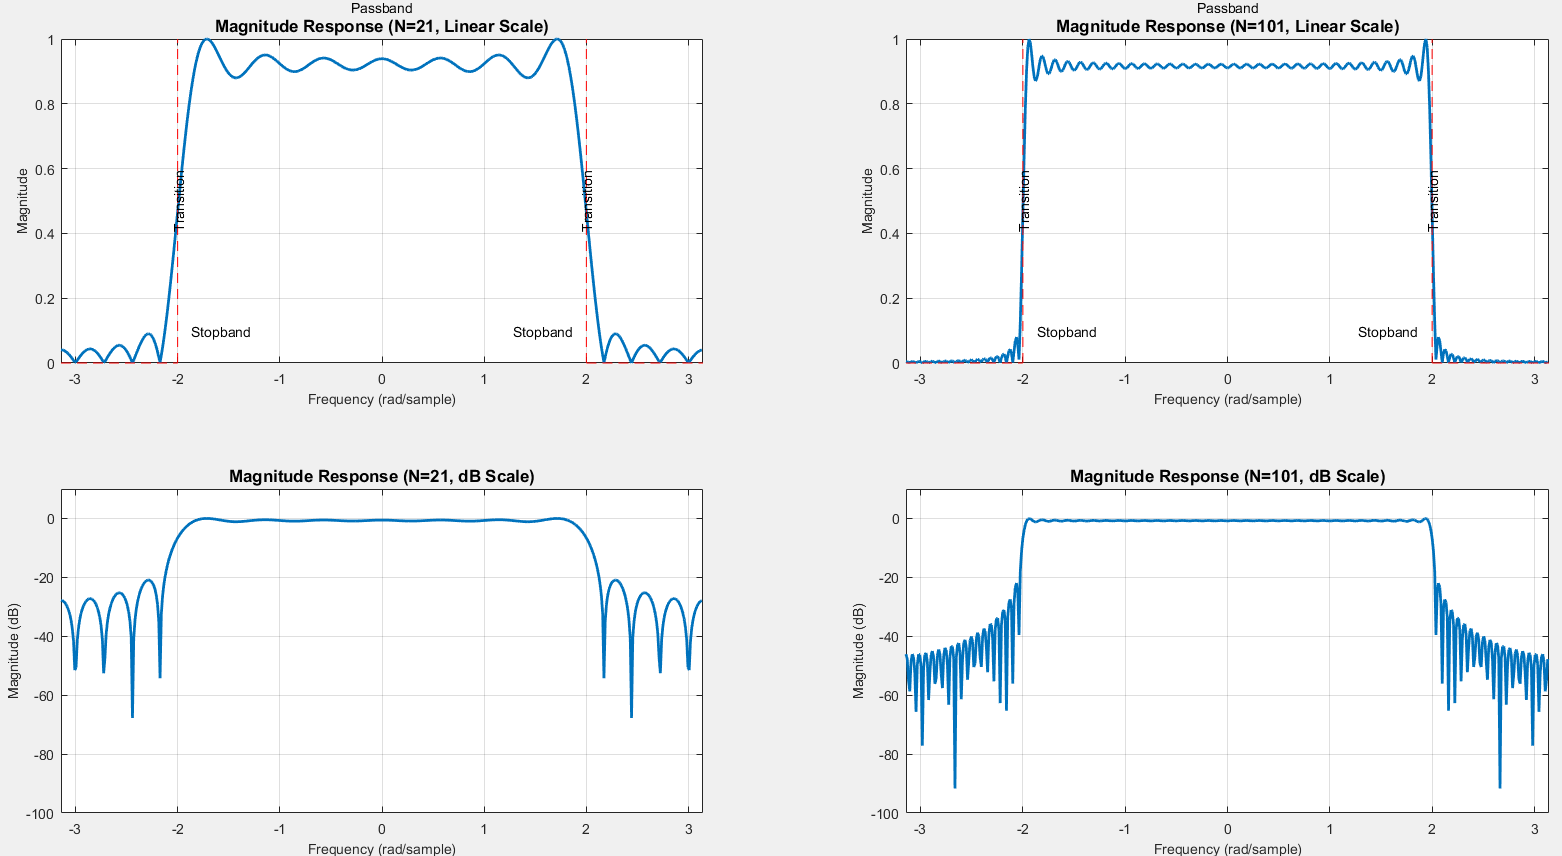 Passband
Magnitude Response (N=21, Linear Scale)
1
0.8
0.6
0.4
0.2
0
Magnitude
Transition
Transition
Stopband
Stopband
-3 -2 -1 0 1 2 3
Frequency (rad/sample)
Passband
Magnitude Response (N=101, Linear Scale)
1
0.8
0.6
0.4
0.2
0
Magnitude
Transition
Transition
Stopband
Stopband
-3 -2 -1 0 1 2 3
Frequency (rad/sample)
Magnitude Response (N=21, dB Scale)
0
-20
-40
-60
-80
-100
Magnitude (dB)
-3 -2 -1 0 1 2 3
Frequency (rad/sample)
Magnitude Response (N=101, dB Scale)
0
-20
-40
-60
-80
-100
Magnitude (dB)
-3 -2 -1 0 1 2 3
Frequency (rad/sample)